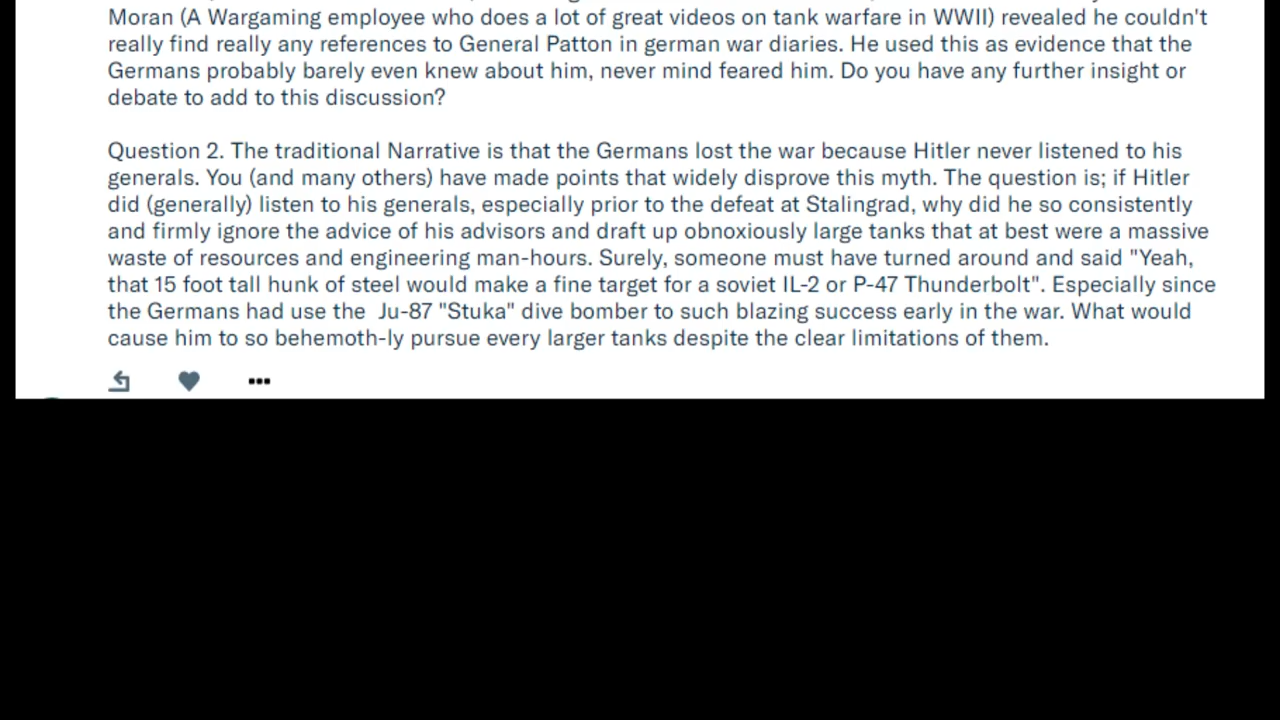 Moran (A Wargaming employee who does a lot of great videos on tank warfare in WWII) revealed he couldn't
really find really any references to General Patton in german war diaries. He used this as evidence that the
Germans probably barely even knew about him, never mind feared him. Do you have any further insight or
debate to add to this discussion?
Question 2. The traditional Narrative is that the Germans lost the war because Hitler never listened to his
generals. You (and many others) have made points that widely disprove this myth. The question is; if Hitler
did (generally) listen to his generals, especially prior to the defeat at Stalingrad, why did he so consistently
and firmly ignore the advice of his advisors and draft up obnoxiously large tanks that at best were a massive
waste of resources and engineering man-hours. Surely, someone must have turned around and said "Yeah,
that 15 foot tall hunk of steel would make a fine target for a soviet IL-2 or P-47 Thunderbolt". Especially since
the Germans had use the  Ju-87 "Stuka" dive bomber to such blazing success early in the war. What would
cause him to so behemoth-ly pursue every larger tanks despite the clear limitations of them.